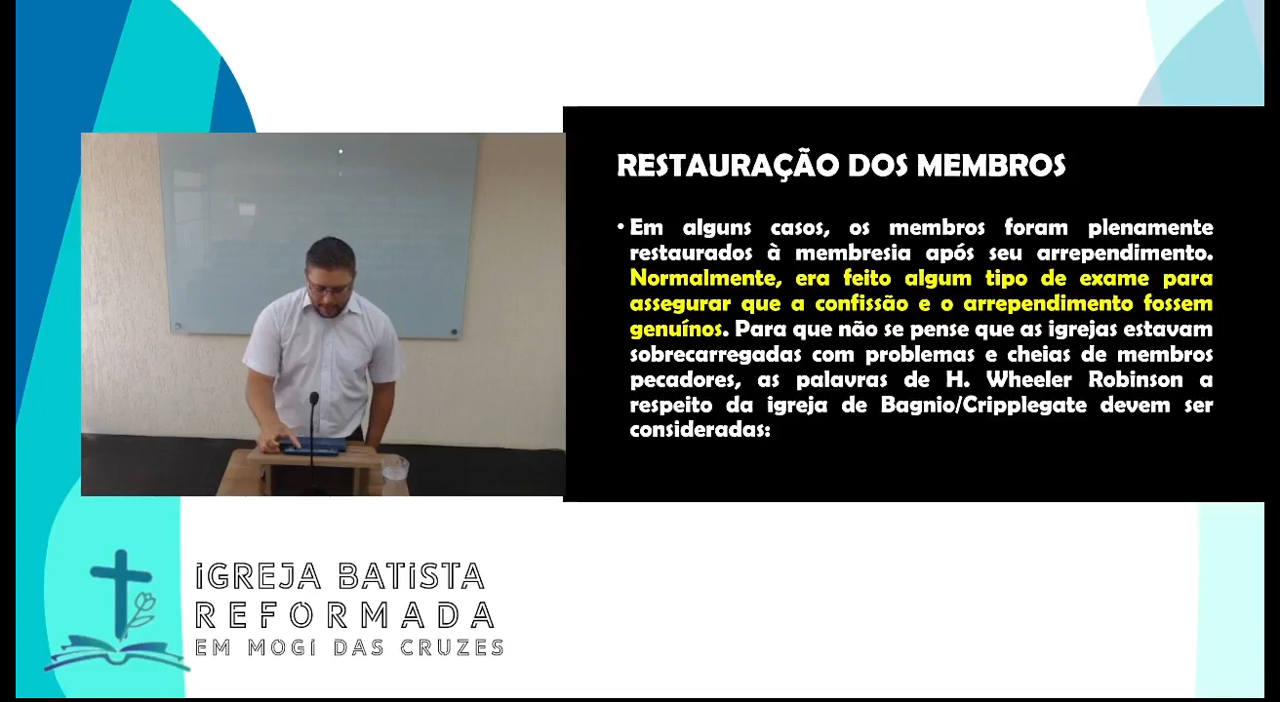 RESTAURAÇÃO DOS MEMBROS
• Em alguns casos, os membros foram plenamente
restaurados à membresia após seu arrependimento.
Normalmente, era feito algum tipo de exame para
assegurar que a confissão e o arrependimento fossem
genuínos. Para que não se pense que as igrejas estavam
sobrecarregadas com problemas e cheias de membros
pecadores, as palavras de H. Wheeler Robinson a
respeito da igreja de Bagnio/Cripplegate devem ser
consideradas:
IGREJA BATISTA
REFORMADA
EM MOGI DAS CRUZES